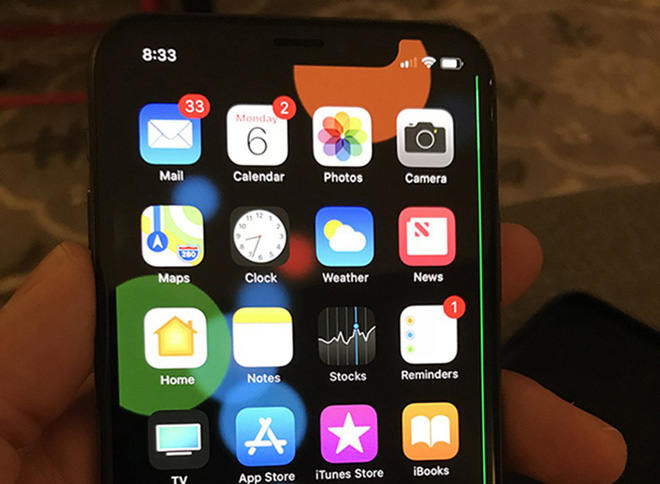 8:33
33
2
Monday
6
Mail
Calendar
Photos
Camera
280
Maps
Clock
Weather
News
1
Home
Notes
Stocks
Reminders
TV
App Store
iTunes Store
iBooks